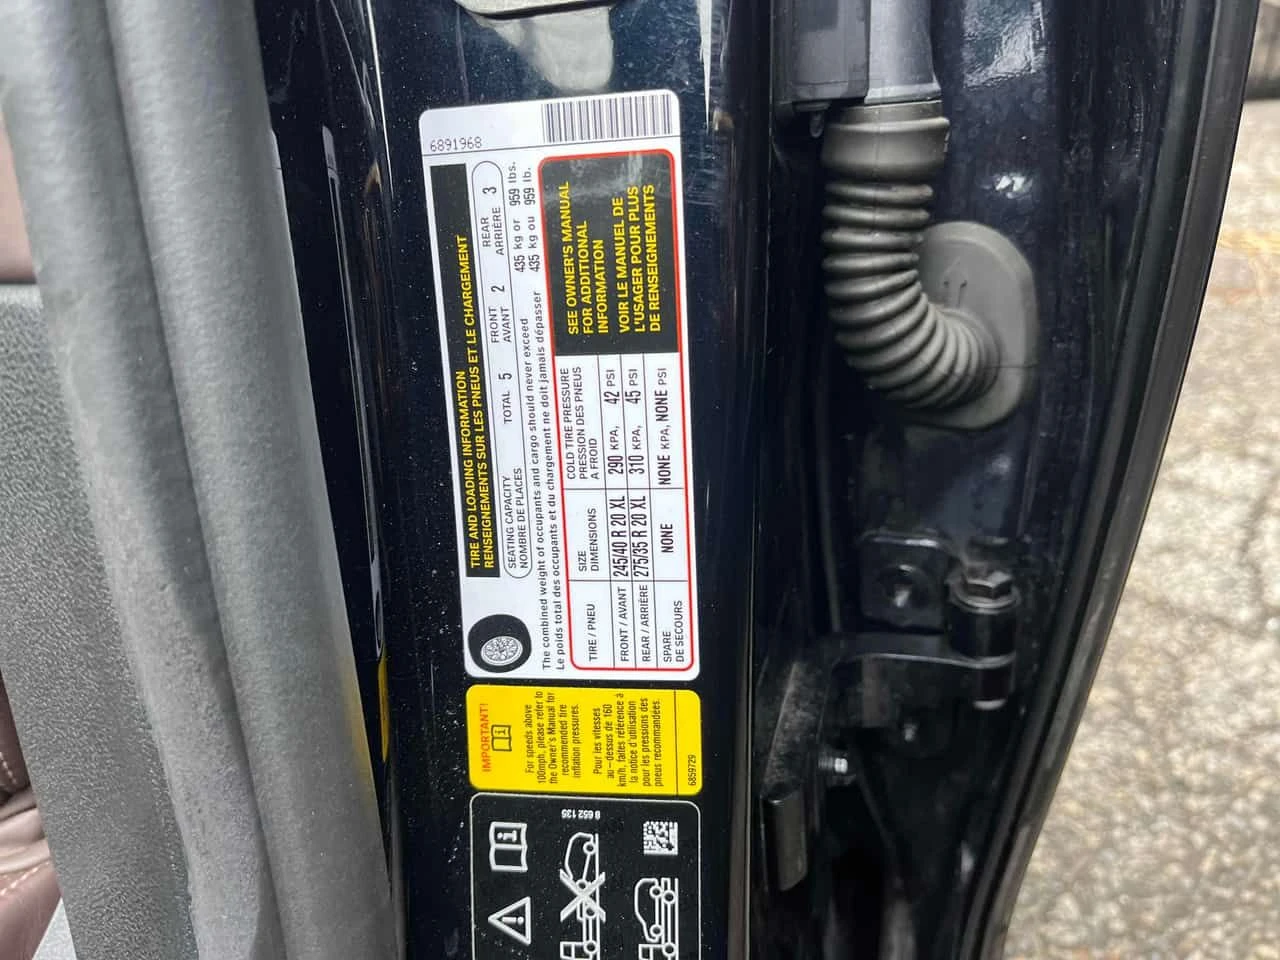 6891968
TIRE AND LOADING INFORMATION
RENSEIGNEMENTS SUR LES PNEUS ET LE CHARGEMENT
SEATING CAPACITY
NOMBRE DE PLACES
TOTAL 5
FRONT
AVANT 2
REAR
ARRIÈRE 3
The combined weight of occupants and cargo should never exceed 435 kg or 959 lbs.
Le poids total des occupants et du chargement ne doit jamais dépasser 435 kg ou 959 lb.
TIRE / PNEU
SIZE
DIMENSIONS
COLD TIRE PRESSURE
PRESSION DES PNEUS
A FROID
FRONT / AVANT 245/40 R 20 XL 290 KPA, 42 PSI
REAR / ARRIÈRE 275/35 R 20 XL 310 KPA, 45 PSI
SPARE
DE SECOURS
NONE NONE KPA, NONE PSI
SEE OWNER'S MANUAL
FOR ADDITIONAL
INFORMATION
VOIR LE MANUEL DE
L'USAGER POUR PLUS
DE RENSEIGNEMENTS
IMPORTANT!
For speeds above
100mph, please refer to
the Owner's Manual for
recommended tire
inflation pressures.
Pour les vitesses
au-dessus de 160
km/h, faites référence à
la notice d'utilisation
pour les pressions des
pneus recommandées.
6859729
8 652 135